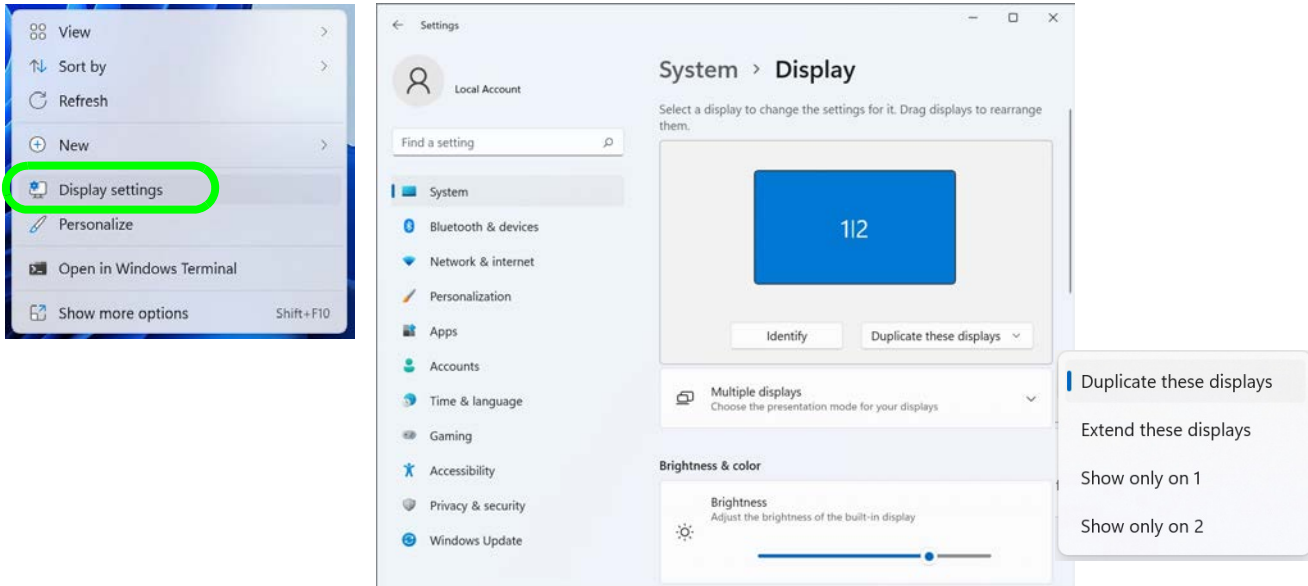 View
Sort by
Refresh
New
Display settings
Personalize
Open in Windows Terminal
Show more options Shift+F10
Settings
Local Account
Find a setting
System
Bluetooth & devices
Network & internet
Personalization
Apps
Accounts
Time & language
Gaming
Accessibility
Privacy & security
Windows Update
System > Display
Select a display to change the settings for it. Drag displays to rearrange
them.
1|2
Identify Duplicate these displays
Multiple displays
Choose the presentation mode for your displays
Brightness & color
Brightness
Adjust the brightness of the built-in display
Duplicate these displays
Extend these displays
Show only on 1
Show only on 2